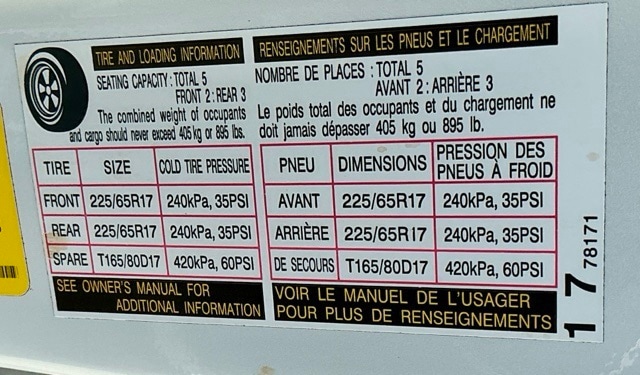 TIRE AND LOADING INFORMATION
SEATING CAPACITY : TOTAL 5
FRONT 2 : REAR 3
The combined weight of occupants
and cargo should never exceed 405 kg or 895 lbs.
TIRE SIZE COLD TIRE PRESSURE
FRONT 225/65R17 240kPa, 35PSI
REAR 225/65R17 240kPa, 35PSI
SPARE T165/80D17 420kPa, 60PSI
SEE OWNER'S MANUAL FOR
ADDITIONAL INFORMATION
RENSEIGNEMENTS SUR LES PNEUS ET LE CHARGEMENT
NOMBRE DE PLACES : TOTAL 5
AVANT 2 : ARRIÈRE 3
Le poids total des occupants et du chargement ne
doit jamais dépasser 405 kg ou 895 lb.
PNEU DIMENSIONS PRESSION DES
PNEUS À FROID
AVANT 225/65R17 240kPa, 35PSI
ARRIÈRE 225/65R17 240kPa, 35PSI
DE SECOURS T165/80D17 420kPa, 60PSI
VOIR LE MANUEL DE L'USAGER
POUR PLUS DE RENSEIGNEMENTS
1 7 78171